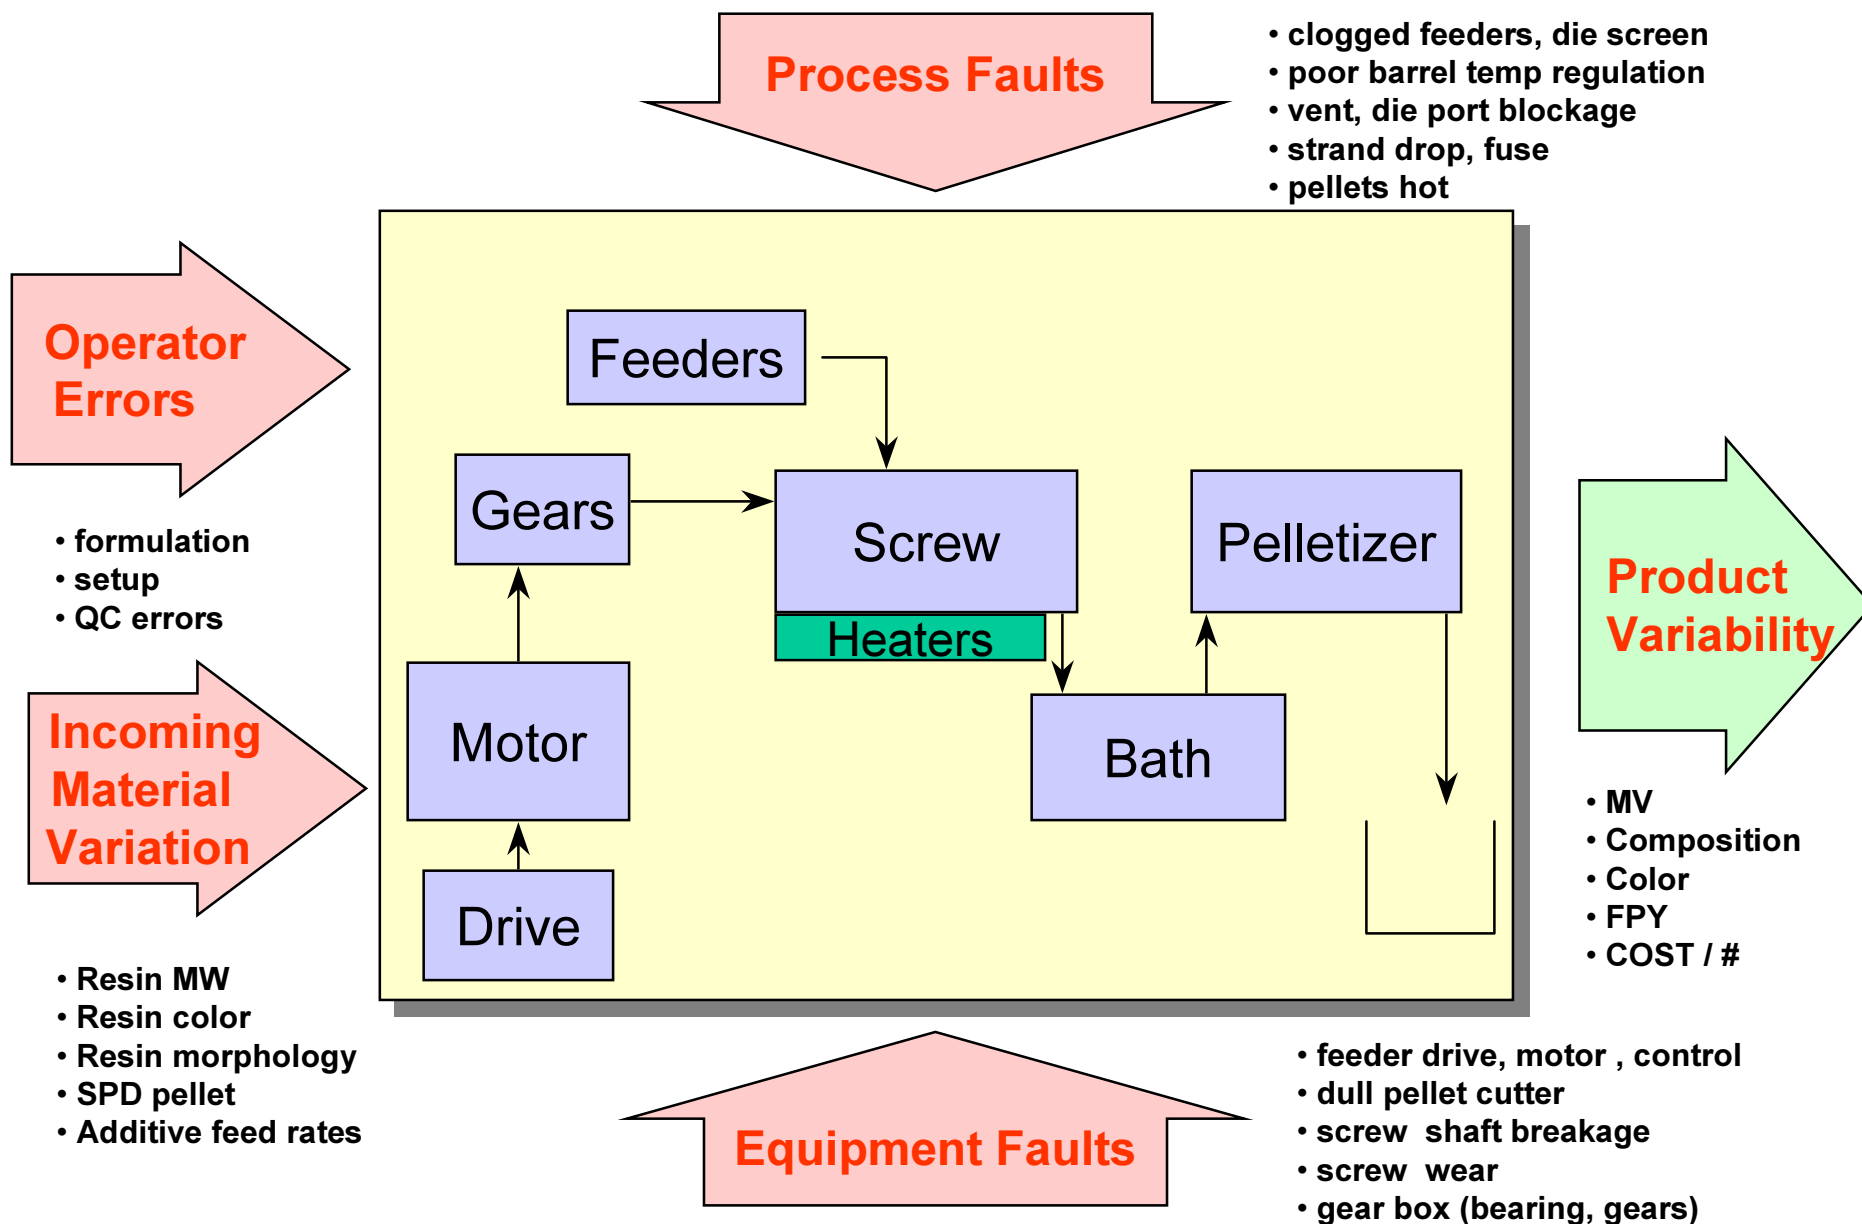 Process Faults
• clogged feeders, die screen
• poor barrel temp regulation
• vent, die port blockage
• strand drop, fuse
• pellets hot
Operator
Errors
• formulation
• setup
• QC errors
Incoming
Material
Variation
• Resin MW
• Resin color
• Resin morphology
• SPD pellet
• Additive feed rates
Feeders
Gears
Screw
Pelletizer
Heaters
Motor
Bath
Drive
Product
Variability
• MV
• Composition
• Color
• FPY
• COST / #
Equipment Faults
• feeder drive, motor , control
• dull pellet cutter
• screw shaft breakage
• screw wear
• gear box (bearing, gears)